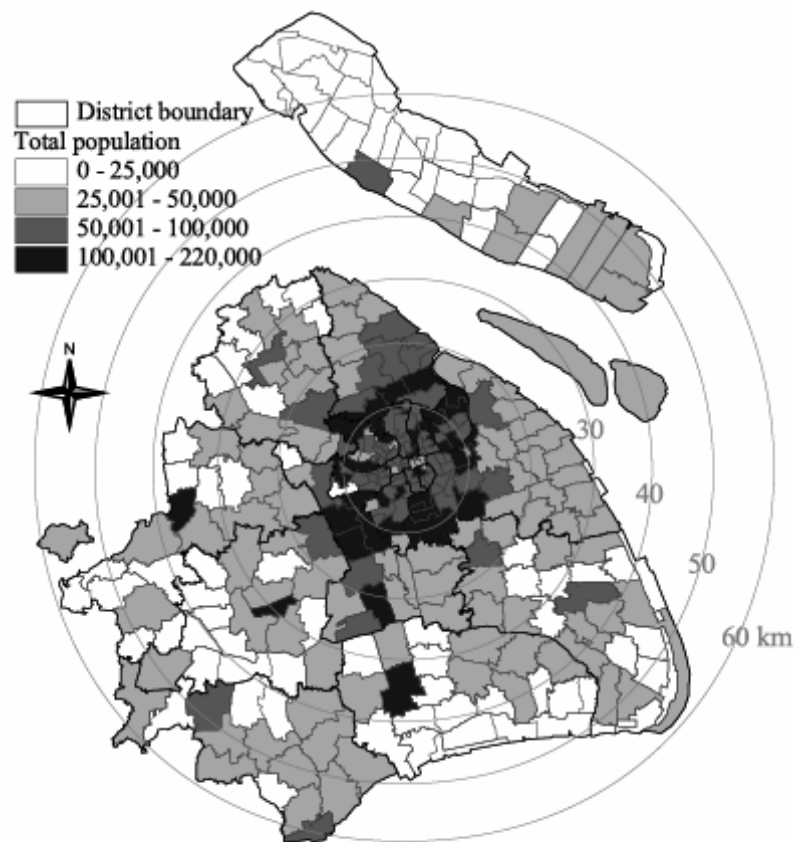 District boundary
Total population
0 - 25,000
25,001 - 50,000
50,001 - 100,000
100,001 - 220,000
N
30
40
50
60 km